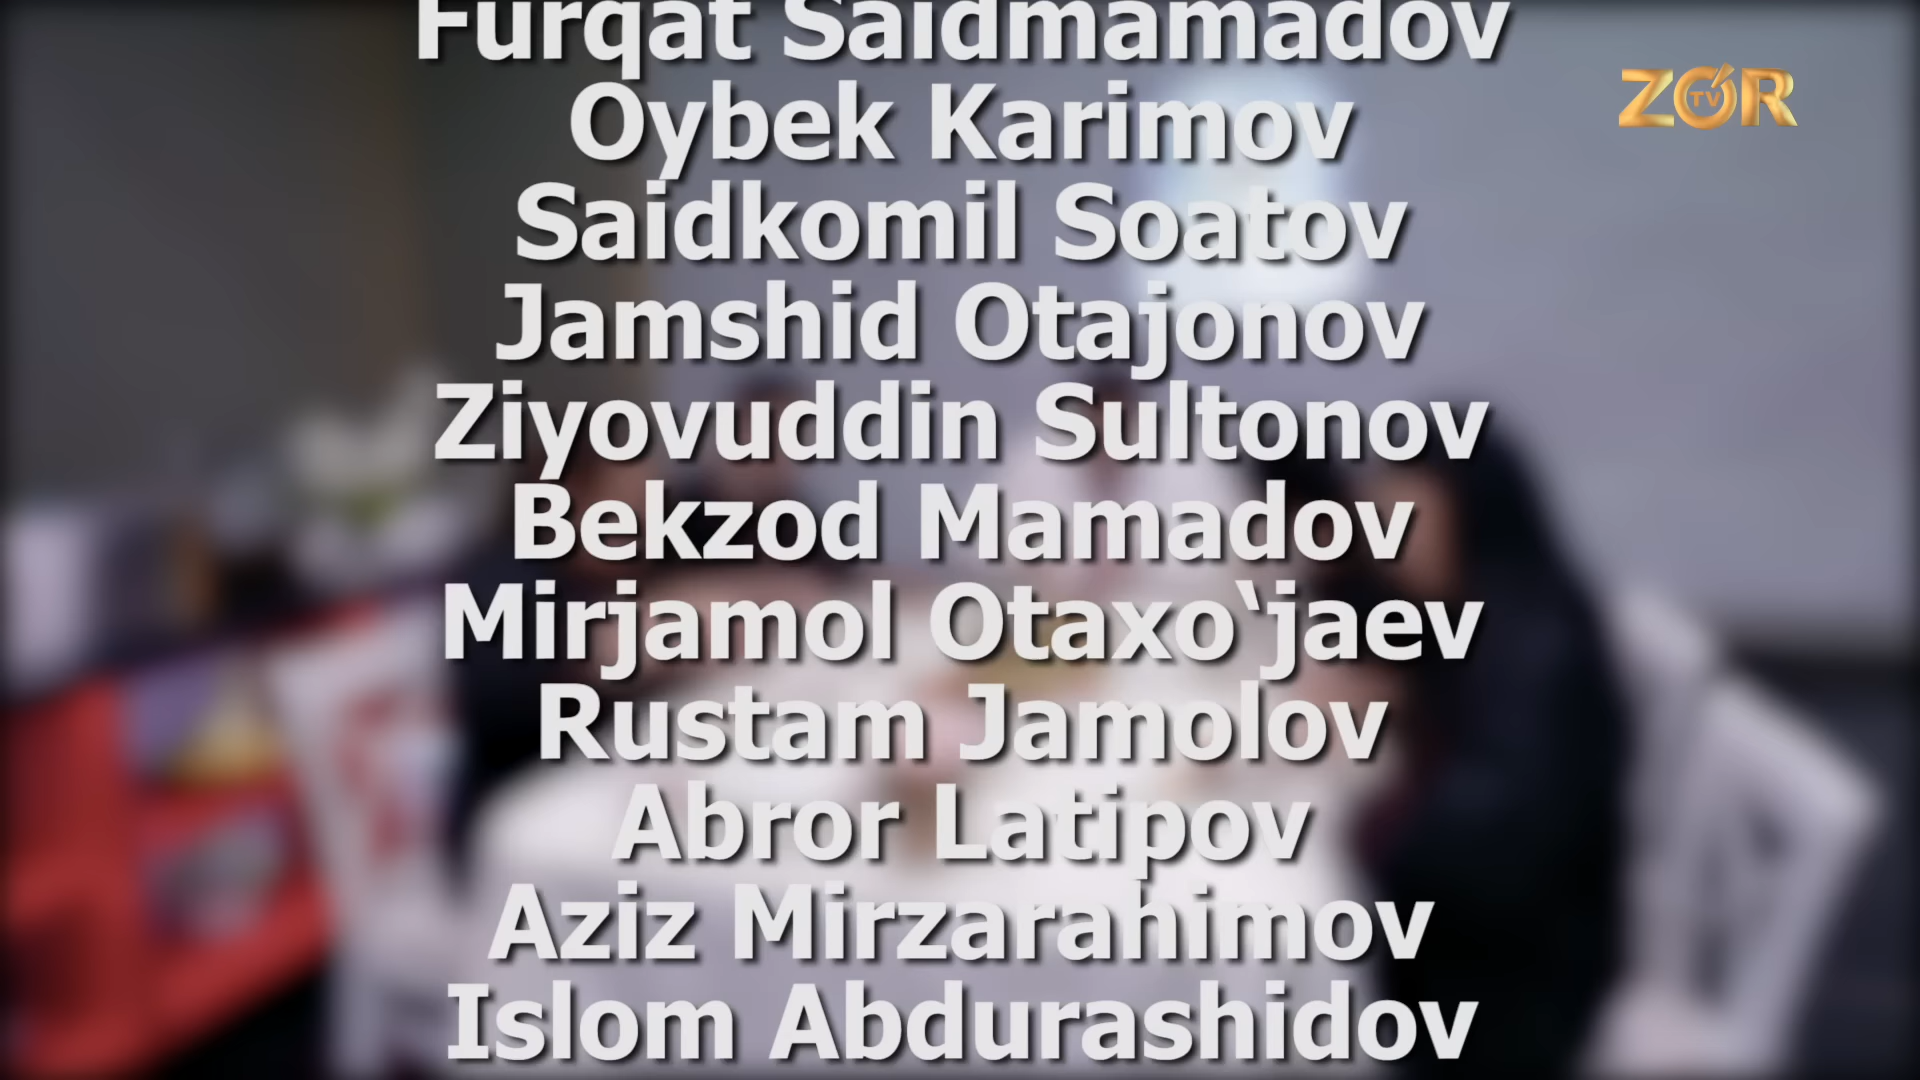 Furqat Saidmamadov
ZO'R TV
Oybek Karimov
Saidkomil Soatov
Jamshid Otajonov
Ziyovuddin Sultonov
Bekzod Mamadov
Mirjamol Otaxo‘jaev
Rustam Jamolov
Abror Latipov
Aziz Mirzarahimov
Islom Abdurashidov